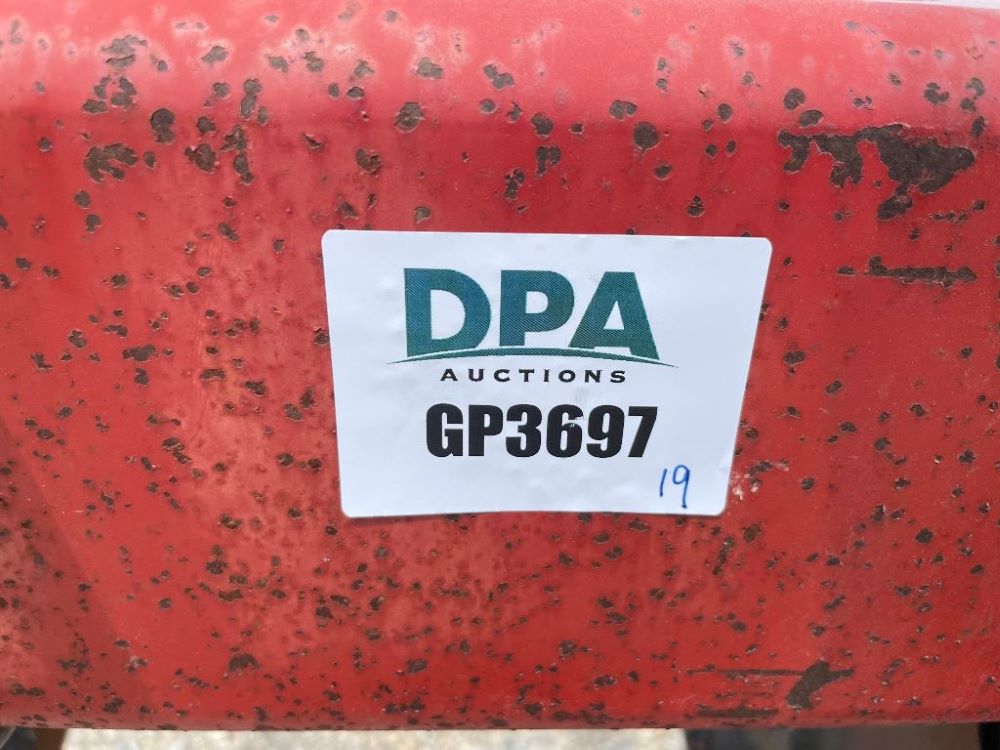 DPA
AUCTIONS
GP3697
19